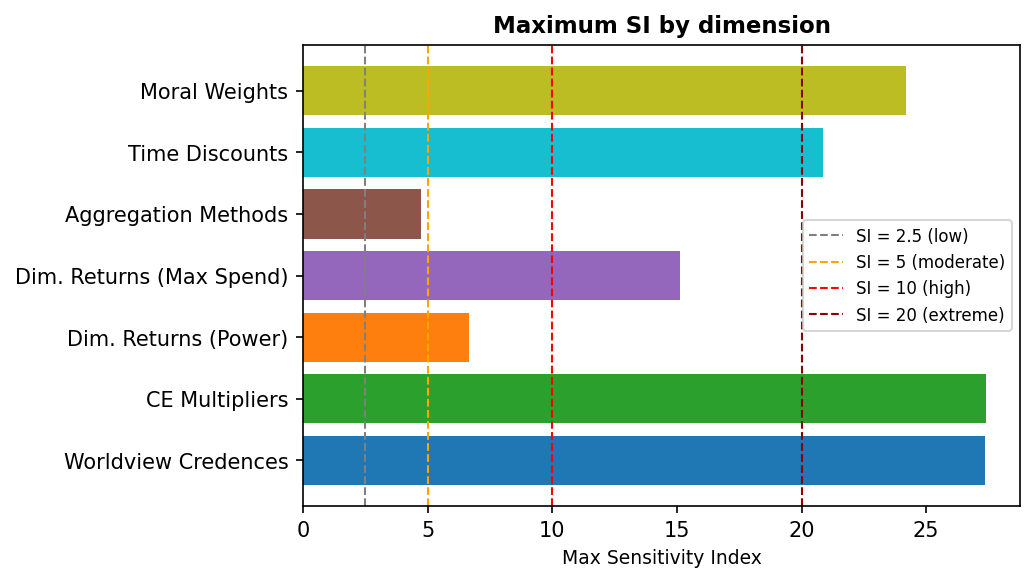 Maximum SI by dimension
Moral Weights
Time Discounts
Aggregation Methods
Dim. Returns (Max Spend)
Dim. Returns (Power)
CE Multipliers
Worldview Credences
SI = 2.5 (low)
SI = 5 (moderate)
SI = 10 (high)
SI = 20 (extreme)
0 5 10 15 20 25
Max Sensitivity Index